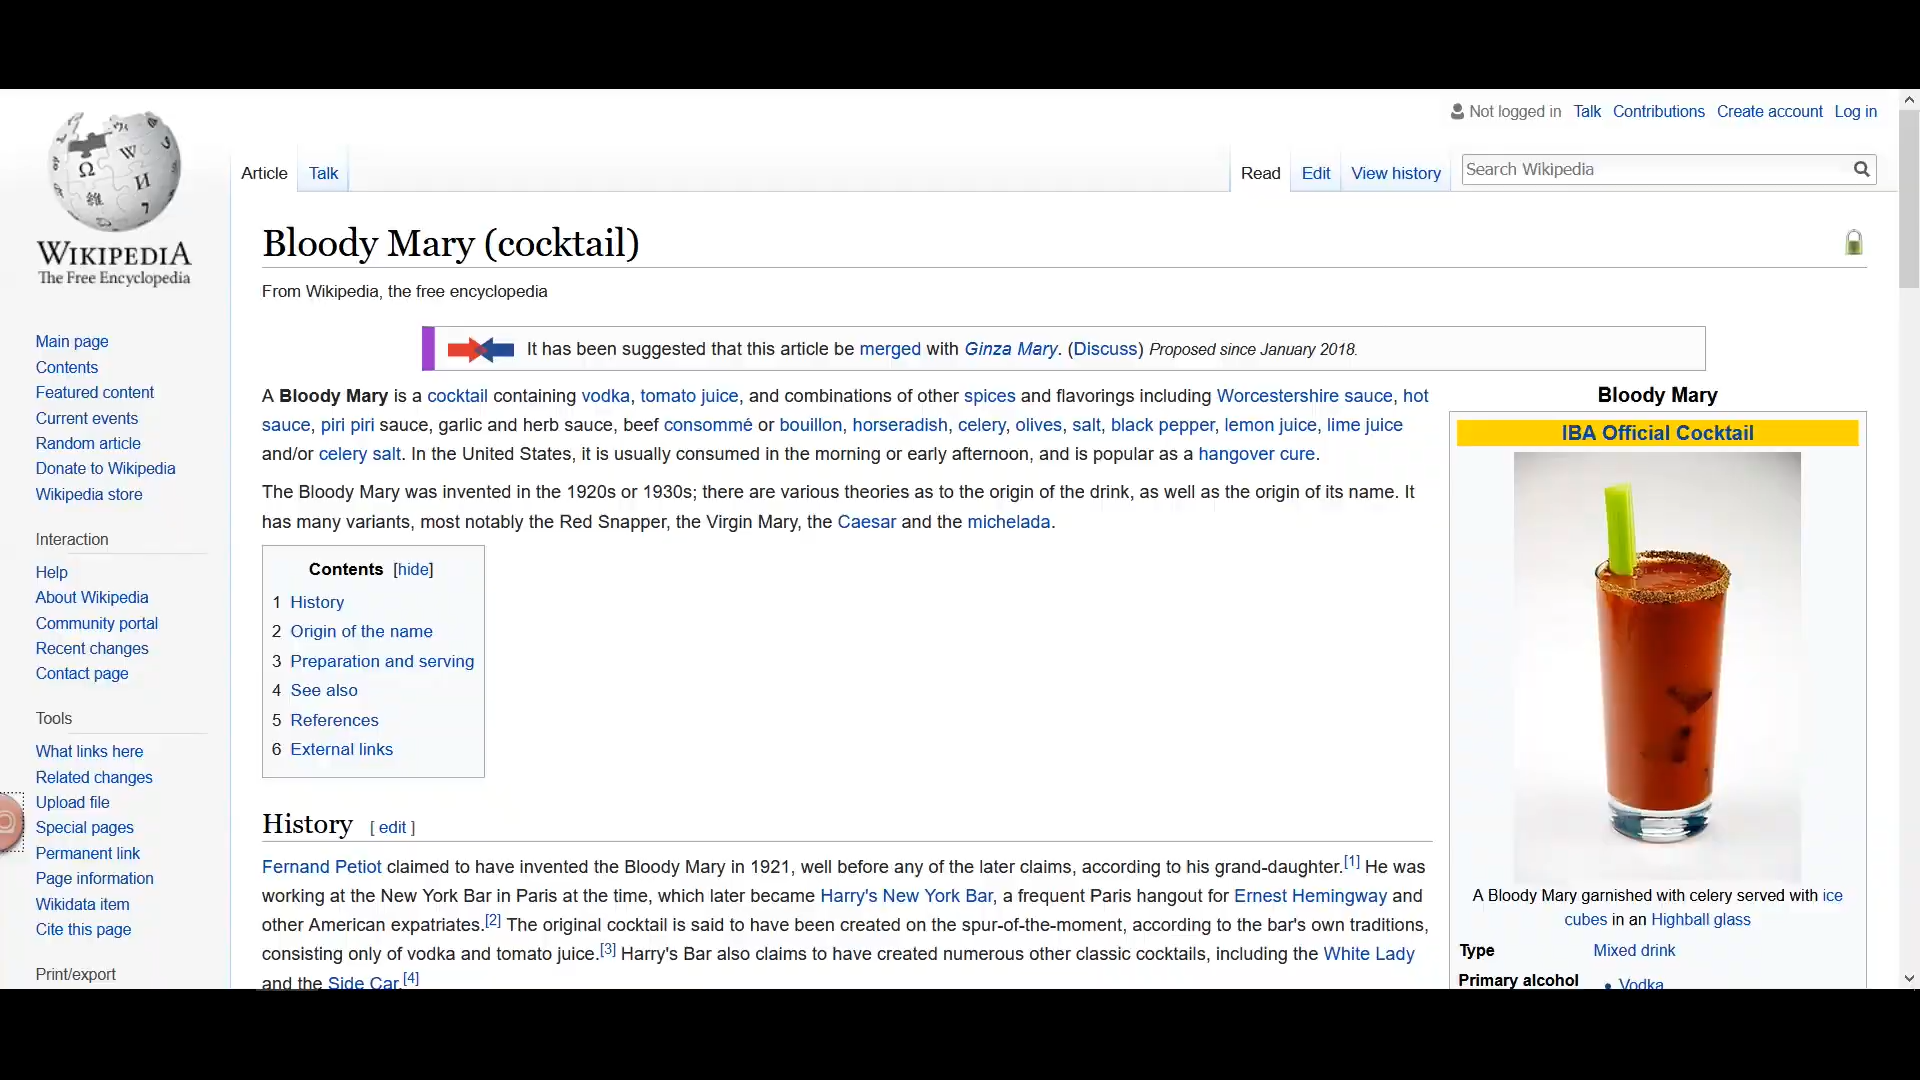 Not logged in Talk Contributions Create account Log in
Article Talk Read Edit View history Search Wikipedia
WIKIPEDIA
The Free Encyclopedia
Main page
Contents
Featured content
Current events
Random article
Donate to Wikipedia
Wikipedia store
Interaction
Help
About Wikipedia
Community portal
Recent changes
Contact page
Tools
What links here
Related changes
Upload file
Special pages
Permanent link
Page information
Wikidata item
Cite this page
Print/export
Bloody Mary (cocktail)
From Wikipedia, the free encyclopedia
It has been suggested that this article be merged with Ginza Mary. (Discuss) Proposed since January 2018.
A Bloody Mary is a cocktail containing vodka, tomato juice, and combinations of other spices and flavorings including Worcestershire sauce, hot
sauce, piri piri sauce, garlic and herb sauce, beef consommé or bouillon, horseradish, celery, olives, salt, black pepper, lemon juice, lime juice
and/or celery salt. In the United States, it is usually consumed in the morning or early afternoon, and is popular as a hangover cure.
The Bloody Mary was invented in the 1920s or 1930s; there are various theories as to the origin of the drink, as well as the origin of its name. It
has many variants, most notably the Red Snapper, the Virgin Mary, the Caesar and the michelada.
Contents [hide]
1 History
2 Origin of the name
3 Preparation and serving
4 See also
5 References
6 External links
History [ edit ]
Fernand Petiot claimed to have invented the Bloody Mary in 1921, well before any of the later claims, according to his grand-daughter.[1] He was
working at the New York Bar in Paris at the time, which later became Harry's New York Bar, a frequent Paris hangout for Ernest Hemingway and
other American expatriates.[2] The original cocktail is said to have been created on the spur-of-the-moment, according to the bar's own traditions,
consisting only of vodka and tomato juice.[3] Harry's Bar also claims to have created numerous other classic cocktails, including the White Lady
and the Side Car.[4]
Bloody Mary
IBA Official Cocktail
A Bloody Mary garnished with celery served with ice
cubes in an Highball glass
Type Mixed drink
Primary alcohol • Vodka